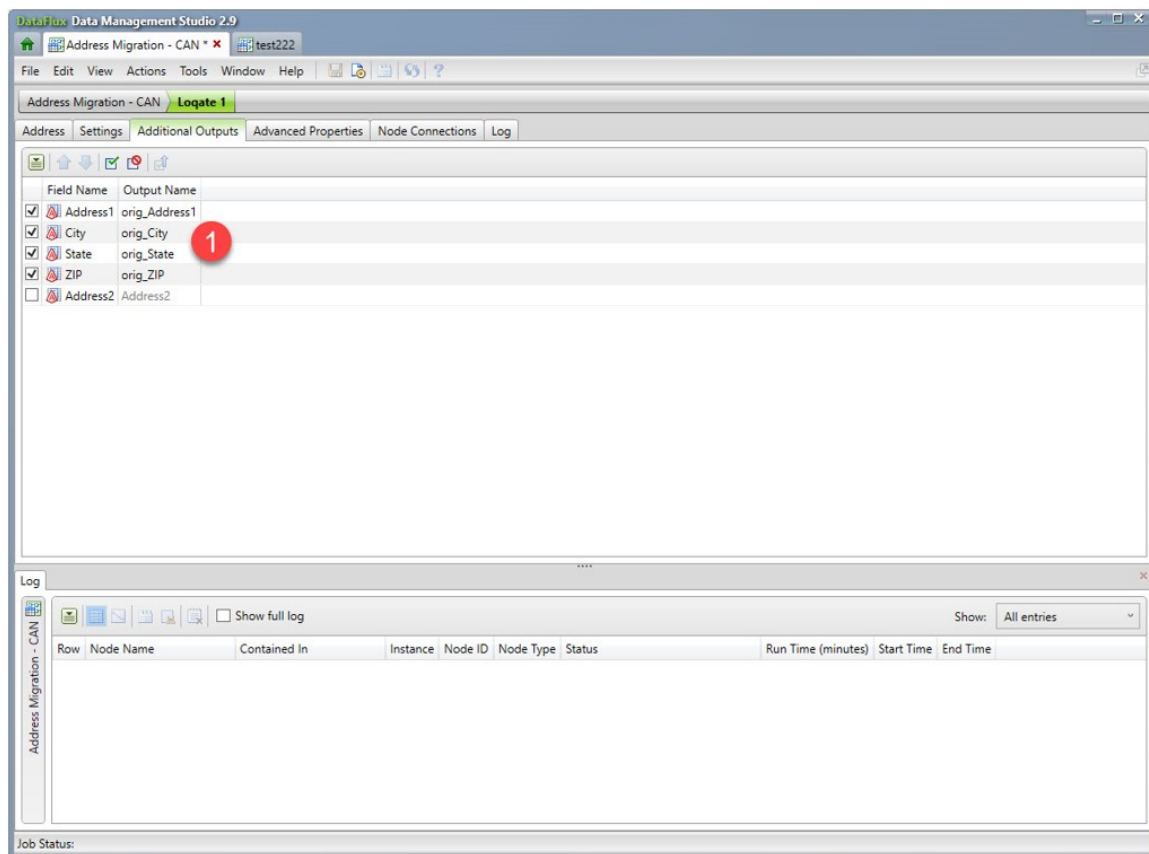 DataFlux Data Management Studio 2.9
Address Migration - CAN * test222
File Edit View Actions Tools Window Help
Address Migration - CAN Loqate 1
Address Settings Additional Outputs Advanced Properties Node Connections Log
Field Name Output Name
Address1 orig_Address1
City orig_City
1
State orig_State
ZIP orig_ZIP
Address2 Address2
Log
Show full log Show: All entries
Row Node Name Contained In Instance Node ID Node Type Status Run Time (minutes) Start Time End Time
Address Migration - CAN
Job Status: